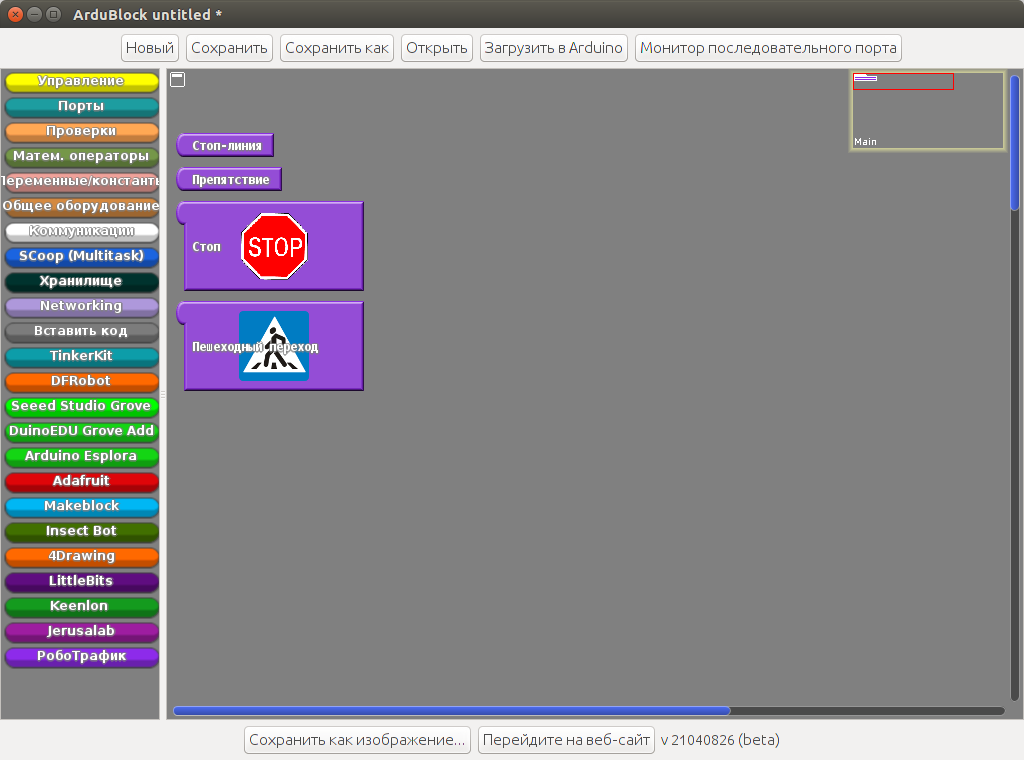 ArduBlock untitled *
Новый Сохранить Сохранить как Открыть Загрузить в Arduino Монитор последовательного порта
Управление
Порты
Проверки
Матем. операторы
Переменные/константы
Общее оборудование
Коммуникации
SCoop (Multitask)
Хранилище
Networking
Вставить код
TinkerKit
DFRobot
Seeed Studio Grove
DuinoEDU Grove Add
Arduino Esplora
Adafruit
Makeblock
Insect Bot
4Drawing
LittleBits
Keenlon
Jerusalab
РобоТрафик
Стоп-линия
Препятствие
Стоп STOP
Пешеходный переход
Main
Сохранить как изображение... Перейдите на веб-сайт v 21040826 (beta)